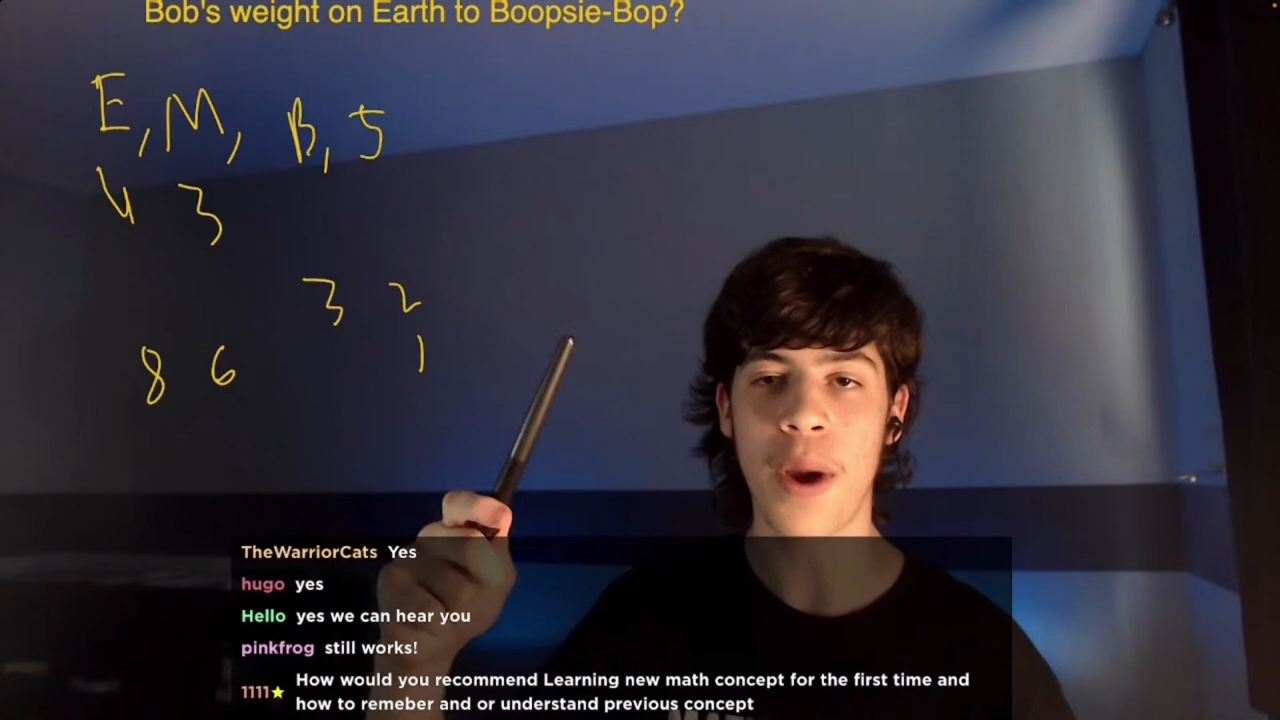 Bob's weight on Earth to Boopsie-Bop?
E, M, B, 5
4 3
3 2
8 6 1
TheWarriorCats Yes
hugo yes
Hello yes we can hear you
pinkfrog still works!
1111★ How would you recommend Learning new math concept for the first time and
how to remeber and or understand previous concept